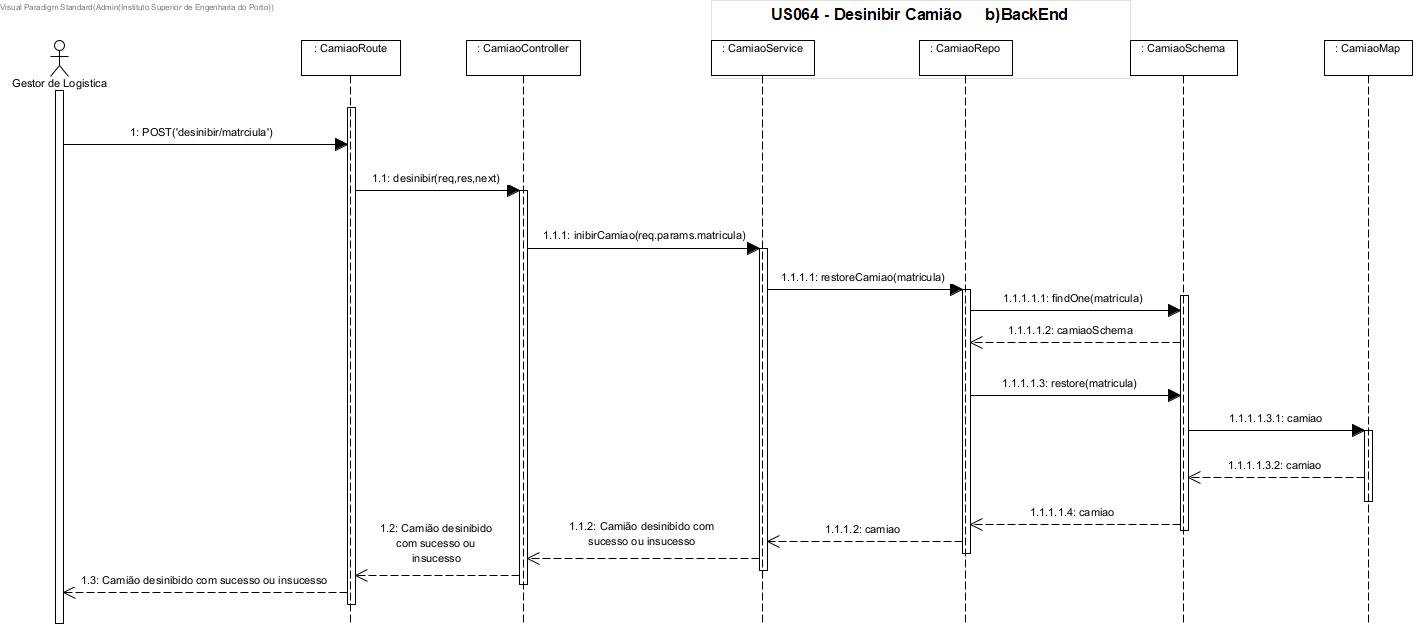 Visual Paradigm Standard(Admin(Instituto Superior de Engenharia do Porto))
US064 - Desinibir Camião b)BackEnd
: CamiaoRoute
: CamiaoController
: CamiaoService
: CamiaoRepo
: CamiaoSchema
: CamiaoMap
Gestor de Logistica
1: POST('desinibir/matrciula')
1.1: desinibir(req,res,next)
1.1.1: inibirCamiao(req.params.matricula)
1.1.1.1: restoreCamiao(matricula)
1.1.1.1.1: findOne(matricula)
1.1.1.1.2: camiaoSchema
1.1.1.1.3: restore(matricula)
1.1.1.1.3.1: camiao
1.1.1.1.3.2: camiao
1.1.1.1.4: camiao
1.1.1.2: camiao
1.1.2: Camião desinibido com
sucesso ou insucesso
1.2: Camião desinibido
com sucesso ou
insucesso
1.3: Camião desinibido com sucesso ou insucesso